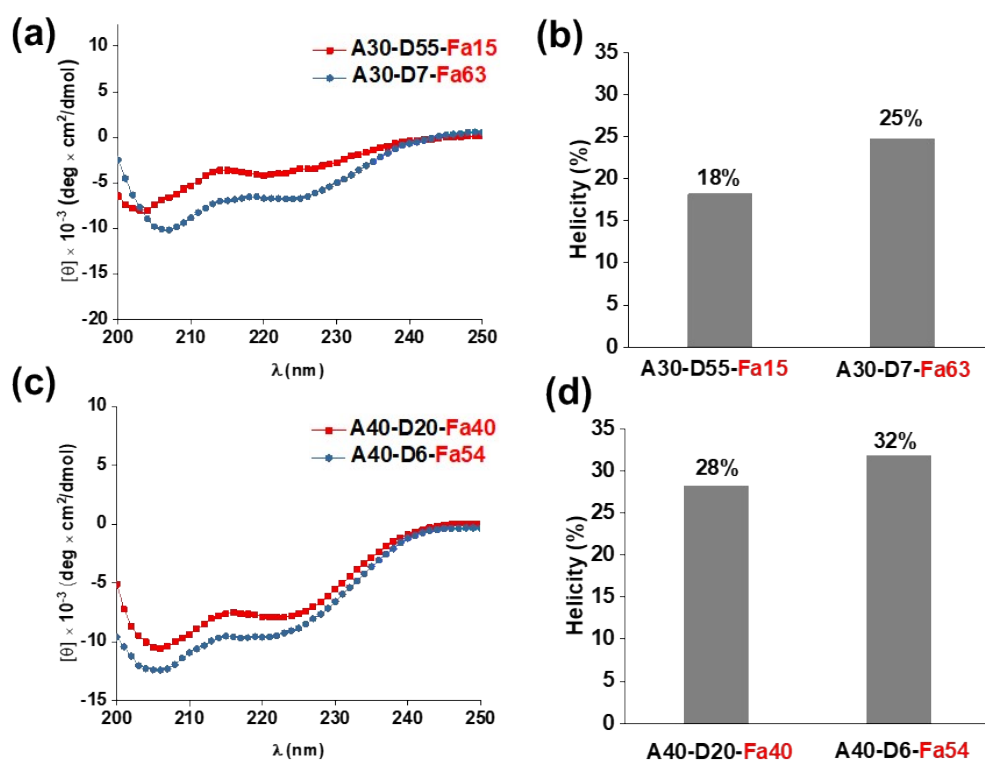 (a)
A30-D55-Fa15
A30-D7-Fa63
10
5
0
-5
-10
-15
-20
[θ] × 10⁻³ (deg × cm²/dmol)
200 210 220 230 240 250
λ (nm)
(b)
35
30
25
20
15
10
5
0
Helicity (%)
18%
25%
A30-D55-Fa15 A30-D7-Fa63
(c)
A40-D20-Fa40
A40-D6-Fa54
10
5
0
-5
-10
-15
[θ] × 10⁻³ (deg × cm²/dmol)
200 210 220 230 240 250
λ (nm)
(d)
35
30
25
20
15
10
5
0
Helicity (%)
28%
32%
A40-D20-Fa40 A40-D6-Fa54